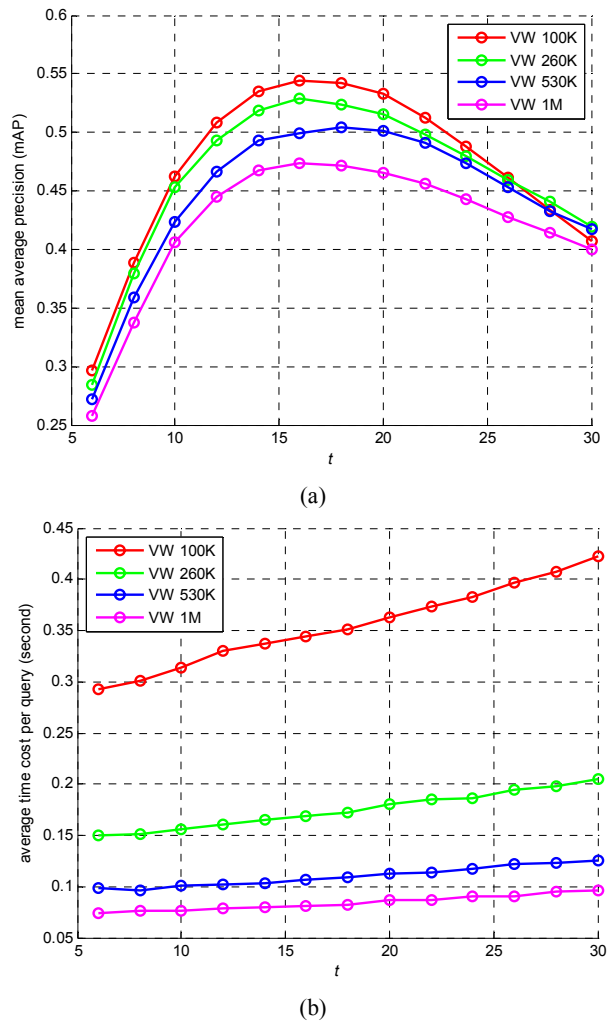 0.6
0.55
0.5
0.45
0.4
0.35
0.3
0.25
mean average precision (mAP)
VW 100K
VW 260K
VW 530K
VW 1M
5 10 15 20 25 30
t
(a)
0.45
0.4
0.35
0.3
0.25
0.2
0.15
0.1
0.05
average time cost per query (second)
VW 100K
VW 260K
VW 530K
VW 1M
5 10 15 20 25 30
t
(b)